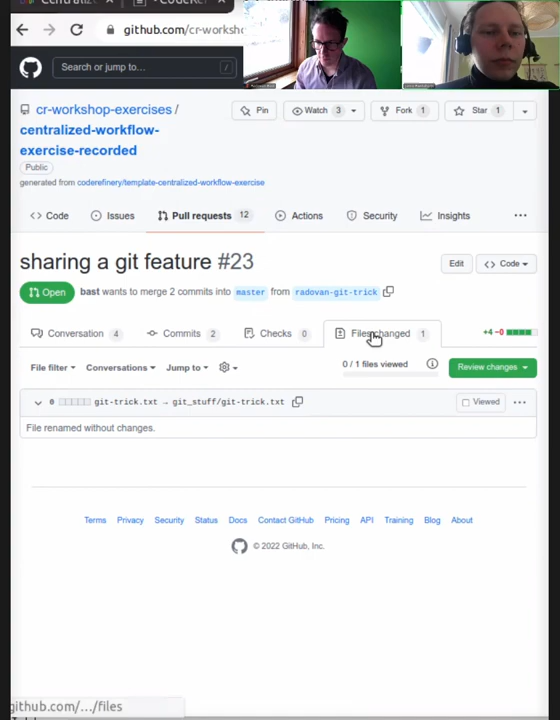 github.com/cr-worksho
Search or jump to...
/
cr-workshop-exercises /
centralized-workflow-
exercise-recorded
Public
generated from coderefinery/template-centralized-workflow-exercise
Pin
Watch 3
Fork 1
Star 1
Code
Issues
Pull requests 12
Actions
Security
Insights
sharing a git feature #23
Edit
Code
Open
bast wants to merge 2 commits into master from radovan-git-trick
Conversation 4
Commits 2
Checks 0
Files changed 1
+4 −0
File filter
Conversations
Jump to
0 / 1 files viewed
Review changes
0 git-trick.txt → git_stuff/git-trick.txt
Viewed
File renamed without changes.
Terms Privacy Security Status Docs Contact GitHub Pricing API Training Blog About
© 2022 GitHub, Inc.
github.com/.../files